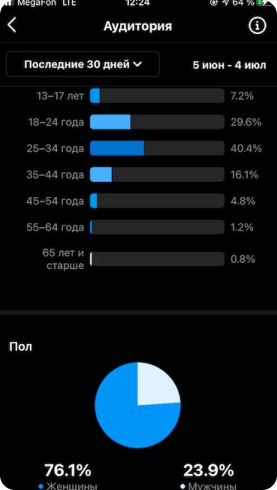 MegaFon LTE 12:24 64 %
Аудитория
Последние 30 дней 5 июн - 4 июл
13–17 лет 7.2%
18–24 года 29.6%
25–34 года 40.4%
35–44 года 16.1%
45–54 года 4.8%
55–64 года 1.2%
65 лет и
старше 0.8%
Пол
76.1% 23.9%
Женщины Мужчины